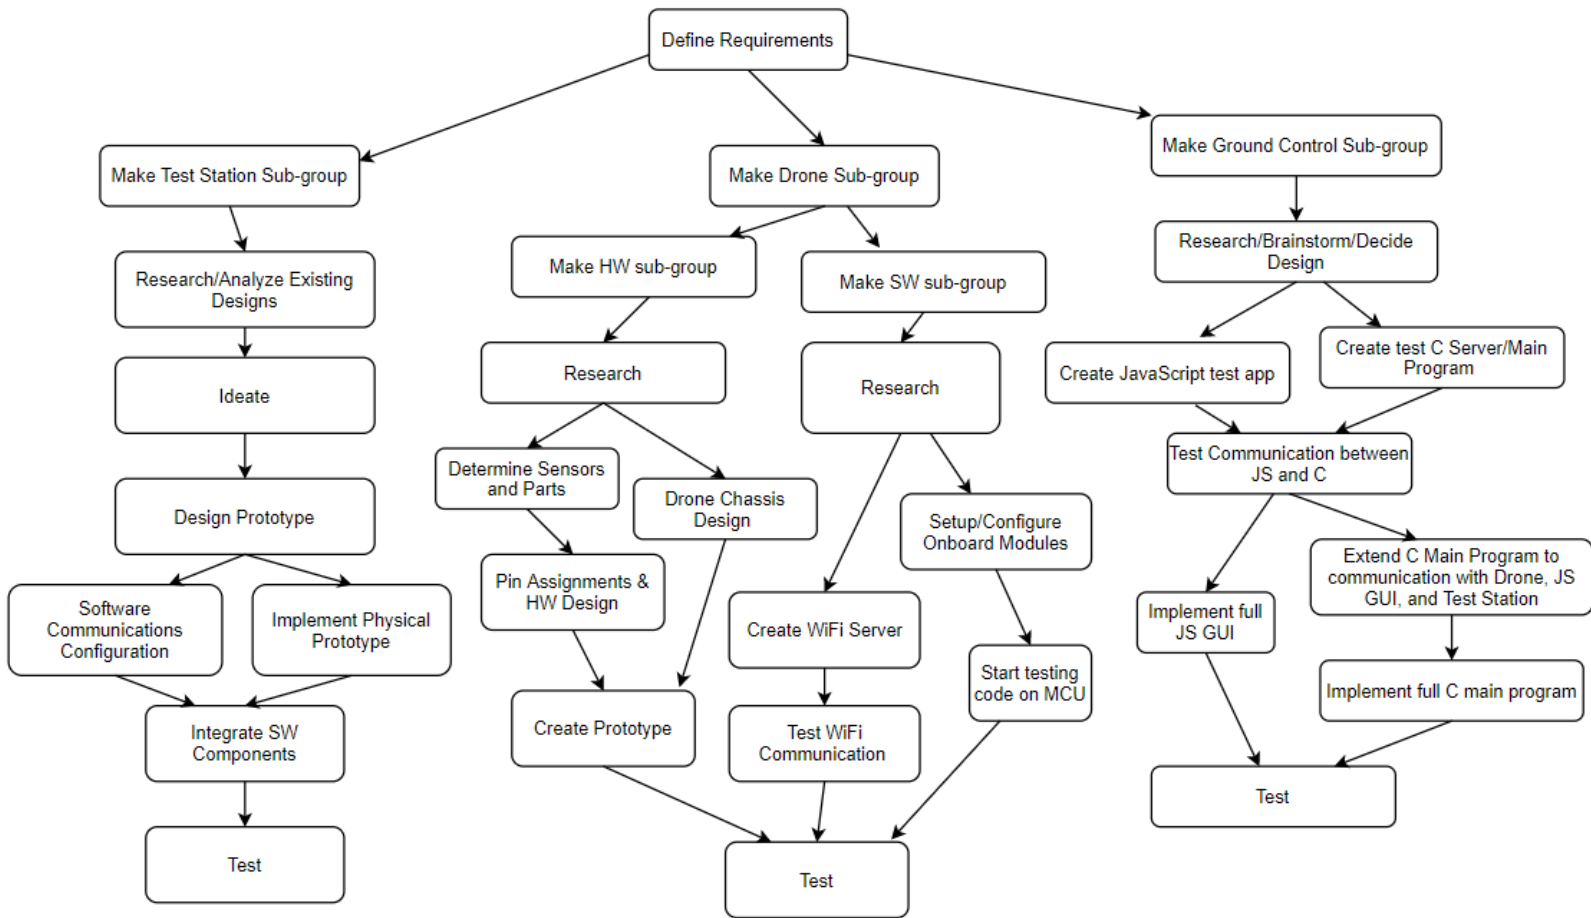 Define Requirements
Make Test Station Sub-group
Make Drone Sub-group
Make Ground Control Sub-group
Research/Analyze Existing
Designs
Make HW sub-group
Make SW sub-group
Research/Brainstorm/Decide
Design
Ideate
Research
Research
Create JavaScript test app
Create test C Server/Main
Program
Design Prototype
Determine Sensors
and Parts
Drone Chassis
Design
Setup/Configure
Onboard Modules
Test Communication between
JS and C
Software
Communications
Configuration
Implement Physical
Prototype
Pin Assignments &
HW Design
Create WiFi Server
Start testing
code on MCU
Implement full
JS GUI
Extend C Main Program to
communication with Drone, JS
GUI, and Test Station
Implement full C main program
Integrate SW
Components
Create Prototype
Test WiFi
Communication
Test
Test
Test